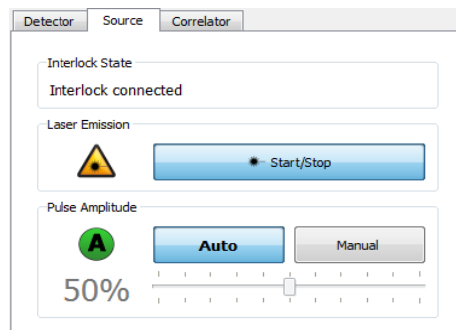 Detector Source Correlator
Interlock State
Interlock connected
Laser Emission
Start/Stop
Pulse Amplitude
A Auto Manual
50%